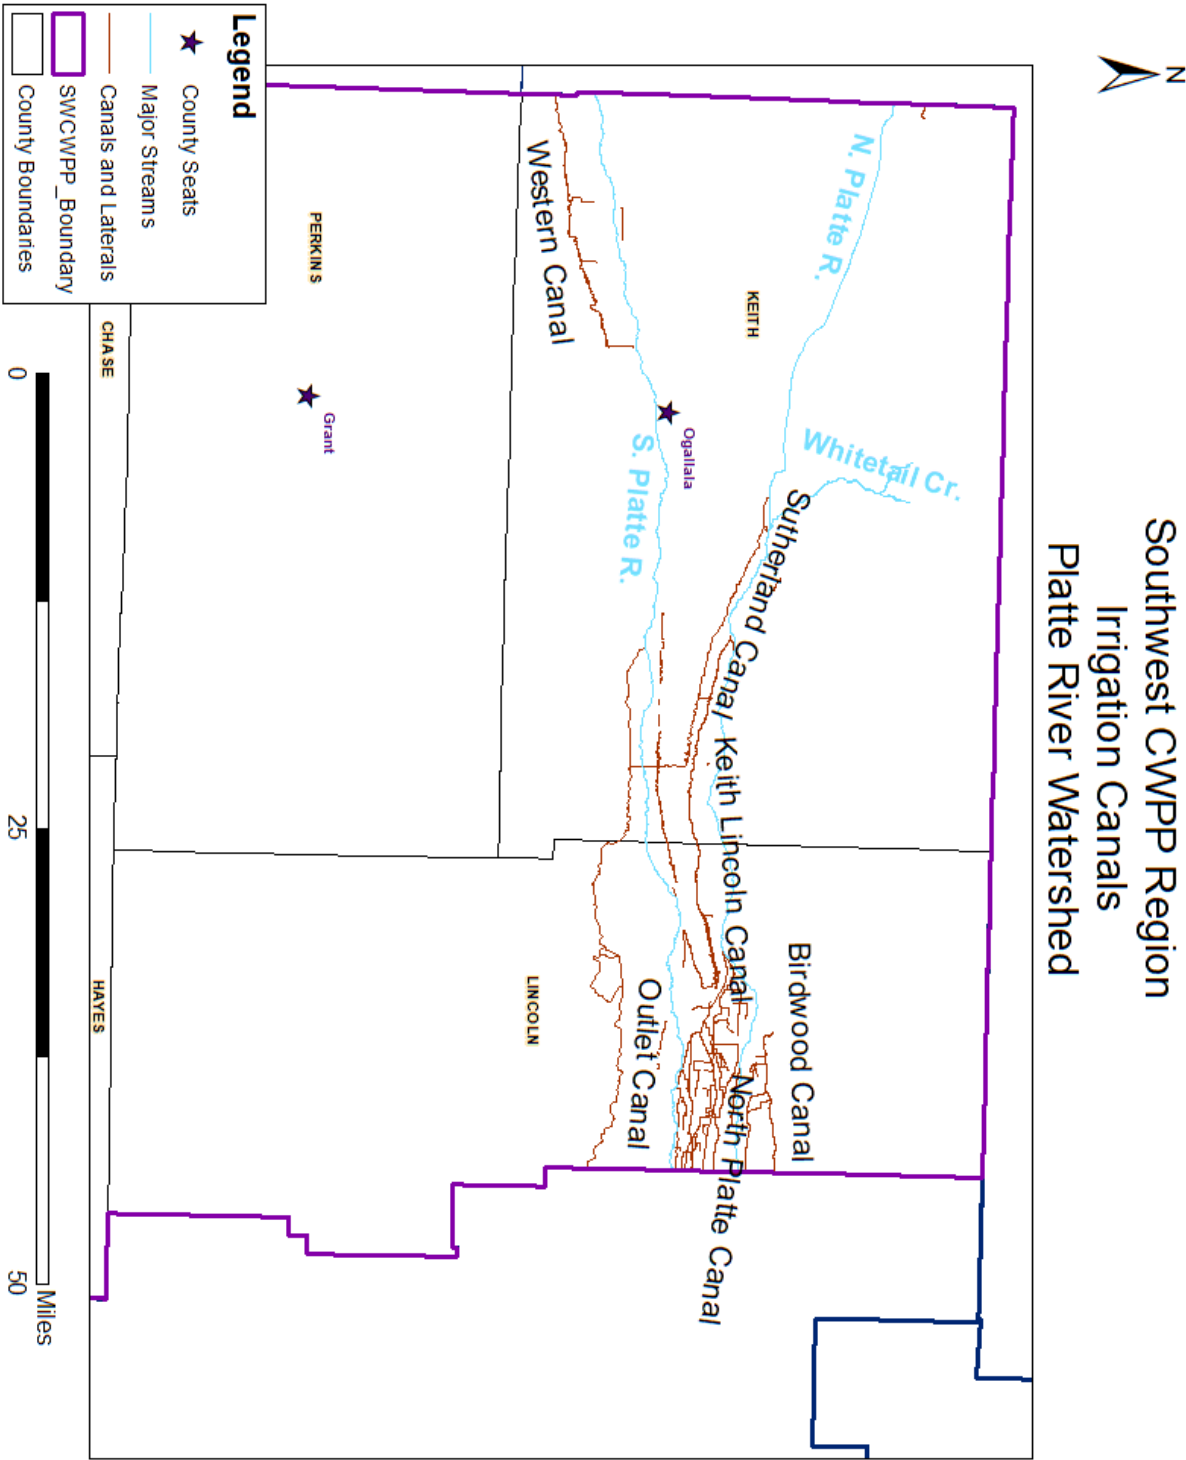 Southwest CWPP Region
Irrigation Canals
Platte River Watershed
N
N. Platte R.
KEITH
Whitetail Cr.
Western Canal
Ogallala
S. Platte R.
Sutherland Canal
Keith Lincoln Canal
Birdwood Canal
North Platte Canal
Outlet Canal
PERKINS
Grant
LINCOLN
CHASE
HAYES
Legend
County Seats
Major Streams
Canals and Laterals
SWCWPP_Boundary
County Boundaries
0 25 50
Miles